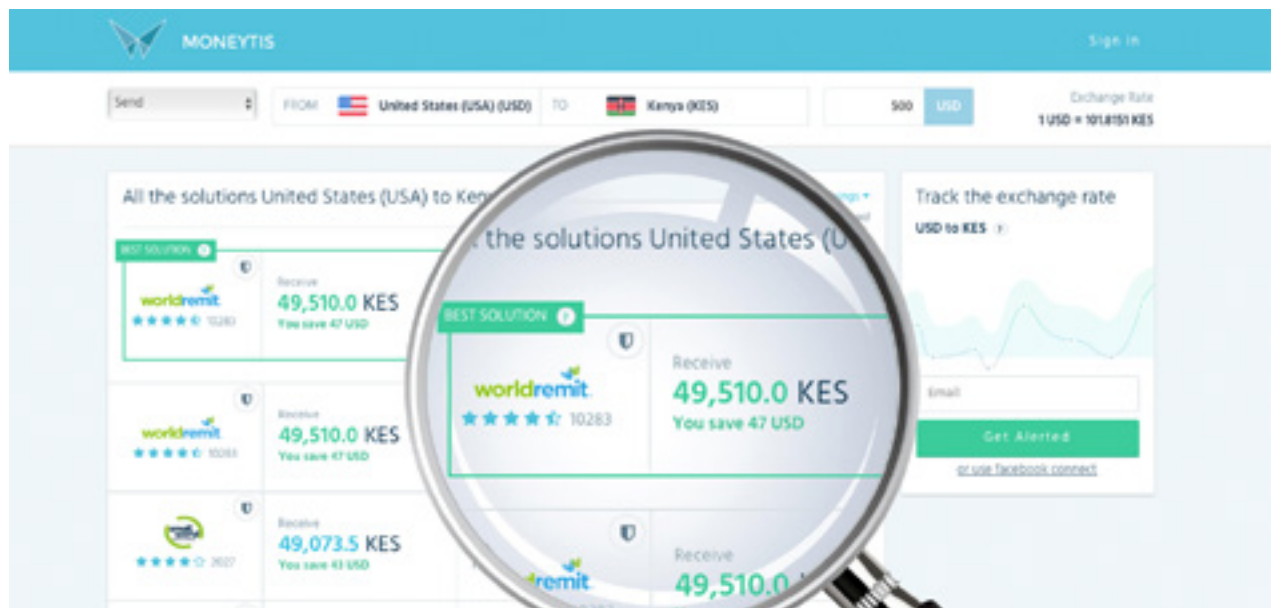 MONEYTIS
Sign in
Send
FROM
United States (USA) (USD)
TO
Kenya (KES)
500
USD
Exchange Rate
1 USD = 101.8151 KES
All the solutions United States (USA) to
BEST SOLUTION ?
worldremit
10283
Receive
49,510.0 KES
You save 47 USD
worldremit
10283
Receive
49,510.0 KES
You save 47 USD
2027
Receive
49,073.5 KES
You save 43 USD
the solutions United States (U
BEST SOLUTION ?
worldremit
10283
Receive
49,510.0 KES
You save 47 USD
remit
Receive
49,510.0
Track the exchange rate
USD to KES ?
Email
Get Alerted
or use facebook connect